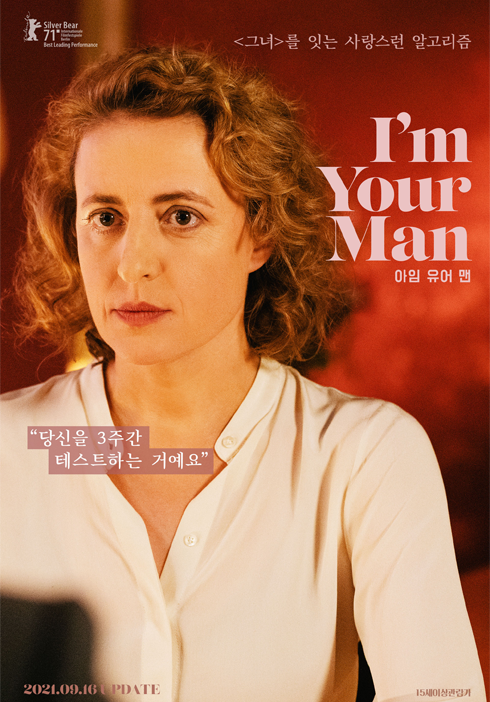 Silver Bear
71. Internationale
Filmfestspiele
Berlin
Best Leading Performance
<그녀>를 잇는 사랑스런 알고리즘
I'm
Your
Man
아임 유어 맨
“당신을 3주간
테스트하는 거예요”
2021.09.16 UPDATE
15세이상관람가